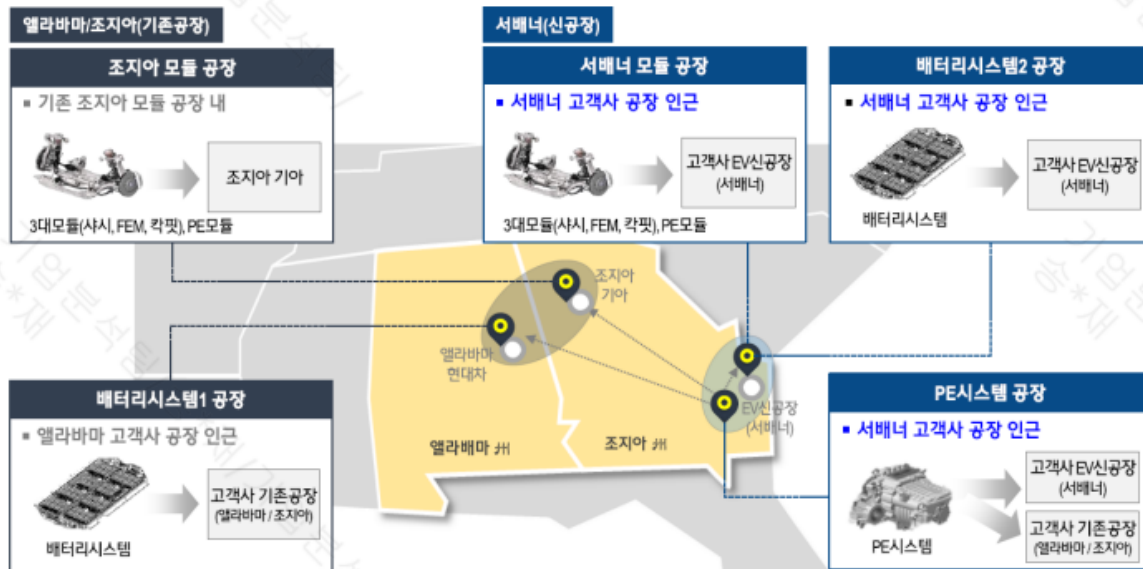 앨라바마/조지아(기존공장)
조지아 모듈 공장
▪ 기존 조지아 모듈 공장 내
조지아 기아
3대모듈(샤시, FEM, 칵핏), PE모듈
서배너(신공장)
서배너 모듈 공장
▪ 서배너 고객사 공장 인근
고객사 EV신공장
(서배너)
3대모듈(샤시, FEM, 칵핏), PE모듈
배터리시스템2 공장
▪ 서배너 고객사 공장 인근
고객사 EV신공장
(서배너)
배터리시스템
조지아
기아
앨라바마
현대차
EV신공장
(서배너)
앨라배마 州
조지아 州
배터리시스템1 공장
▪ 앨라바마 고객사 공장 인근
고객사 기존공장
(앨라바마 / 조지아)
배터리시스템
PE시스템 공장
▪ 서배너 고객사 공장 인근
고객사 EV신공장
(서배너)
고객사 기존공장
(앨라바마 / 조지아)
PE시스템
기업분석팀
송*재
기업분
송*재